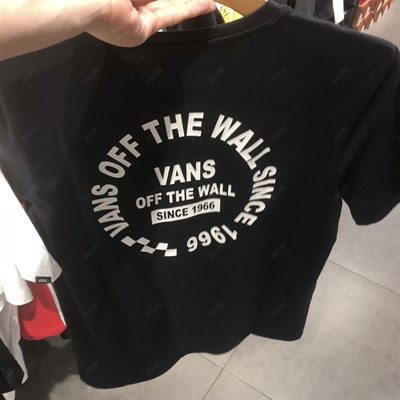 VANS OFF THE WALL SINCE 1966
VANS
OFF THE WALL
SINCE 1966